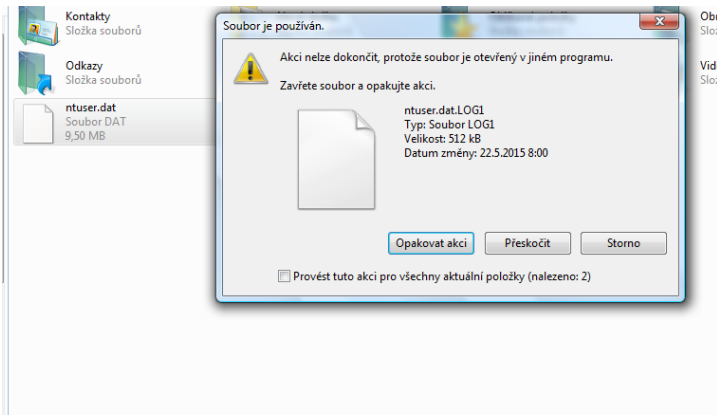 Kontakty
Složka souborů
Odkazy
Složka souborů
ntuser.dat
Soubor DAT
9,50 MB
Soubor je používán.
Akci nelze dokončit, protože soubor je otevřený v jiném programu.
Zavřete soubor a opakujte akci.
ntuser.dat.LOG1
Typ: Soubor LOG1
Velikost: 512 kB
Datum změny: 22.5.2015 8:00
Opakovat akci
Přeskočit
Storno
Provést tuto akci pro všechny aktuální položky (nalezeno: 2)